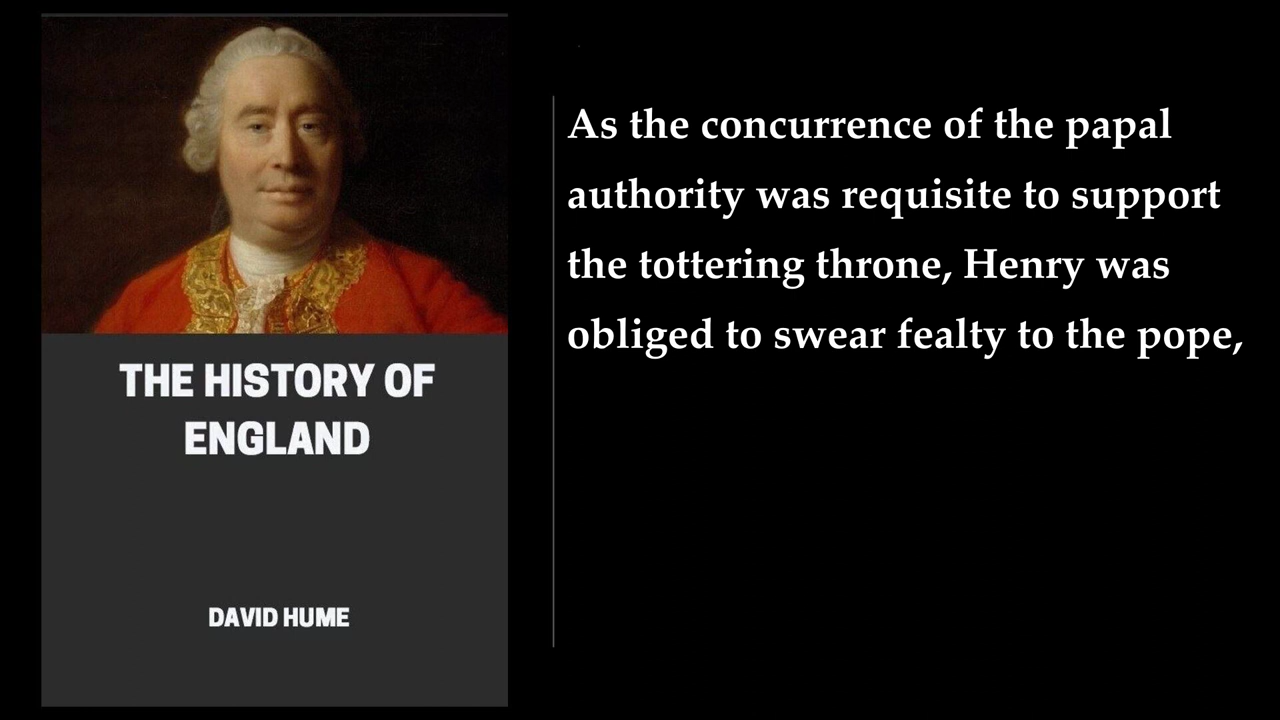 THE HISTORY OF
ENGLAND
DAVID HUME
As the concurrence of the papal
authority was requisite to support
the tottering throne, Henry was
obliged to swear fealty to the pope,